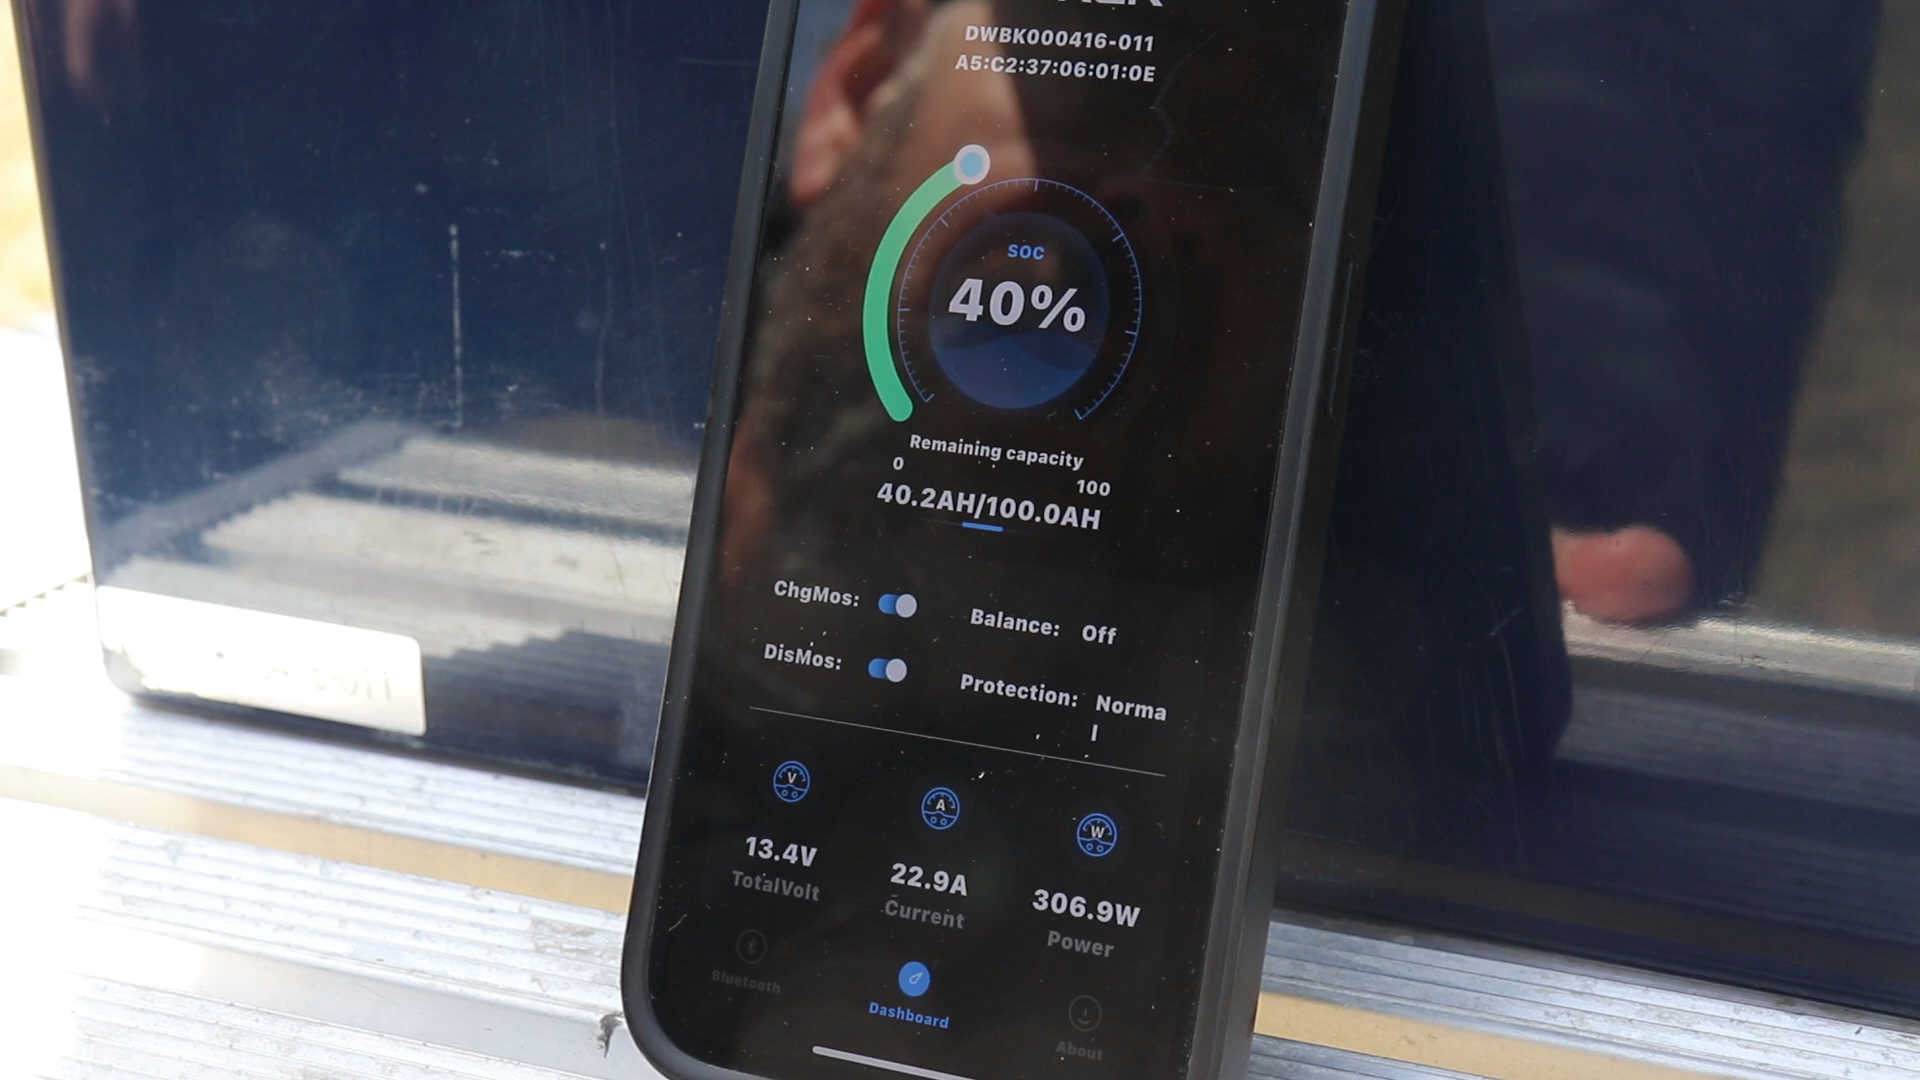 DWBK000416-011
A5:C2:37:06:01:0E
SOC
40%
Remaining capacity
0
100
40.2AH/100.0AH
ChgMos:
Balance: Off
DisMos:
Protection: Norma
l
V
A
W
13.4V
22.9A
306.9W
TotalVolt
Current
Power
Bluetooth
Dashboard
About